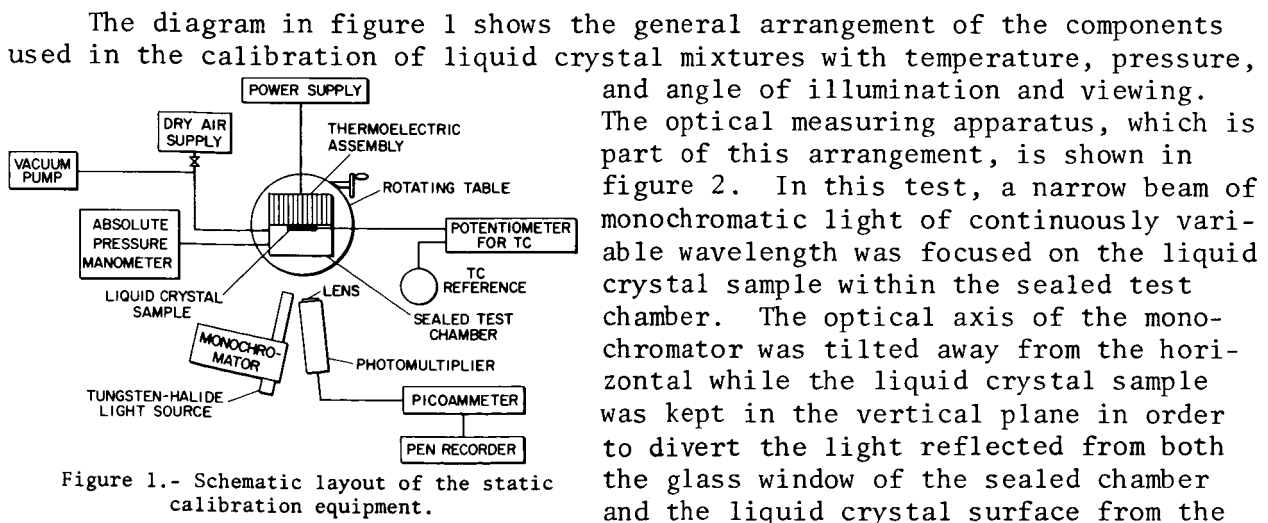 The diagram in figure 1 shows the general arrangement of the components
used in the calibration of liquid crystal mixtures with temperature, pressure,
and angle of illumination and viewing.
The optical measuring apparatus, which is
part of this arrangement, is shown in
figure 2. In this test, a narrow beam of
monochromatic light of continuously vari-
able wavelength was focused on the liquid
crystal sample within the sealed test
chamber. The optical axis of the mono-
chromator was tilted away from the hori-
zontal while the liquid crystal sample
was kept in the vertical plane in order
to divert the light reflected from both
the glass window of the sealed chamber
and the liquid crystal surface from the
POWER SUPPLY
DRY AIR
SUPPLY
THERMOELECTRIC
ASSEMBLY
VACUUM
PUMP
ROTATING TABLE
ABSOLUTE
PRESSURE
MANOMETER
POTENTIOMETER
FOR TC
TC
REFERENCE
LENS
LIQUID CRYSTAL
SAMPLE
SEALED TEST
CHAMBER
MONOCHRO-
MATOR
PHOTOMULTIPLIER
TUNGSTEN-HALIDE
LIGHT SOURCE
PICOAMMETER
PEN RECORDER
Figure 1.- Schematic layout of the static
calibration equipment.